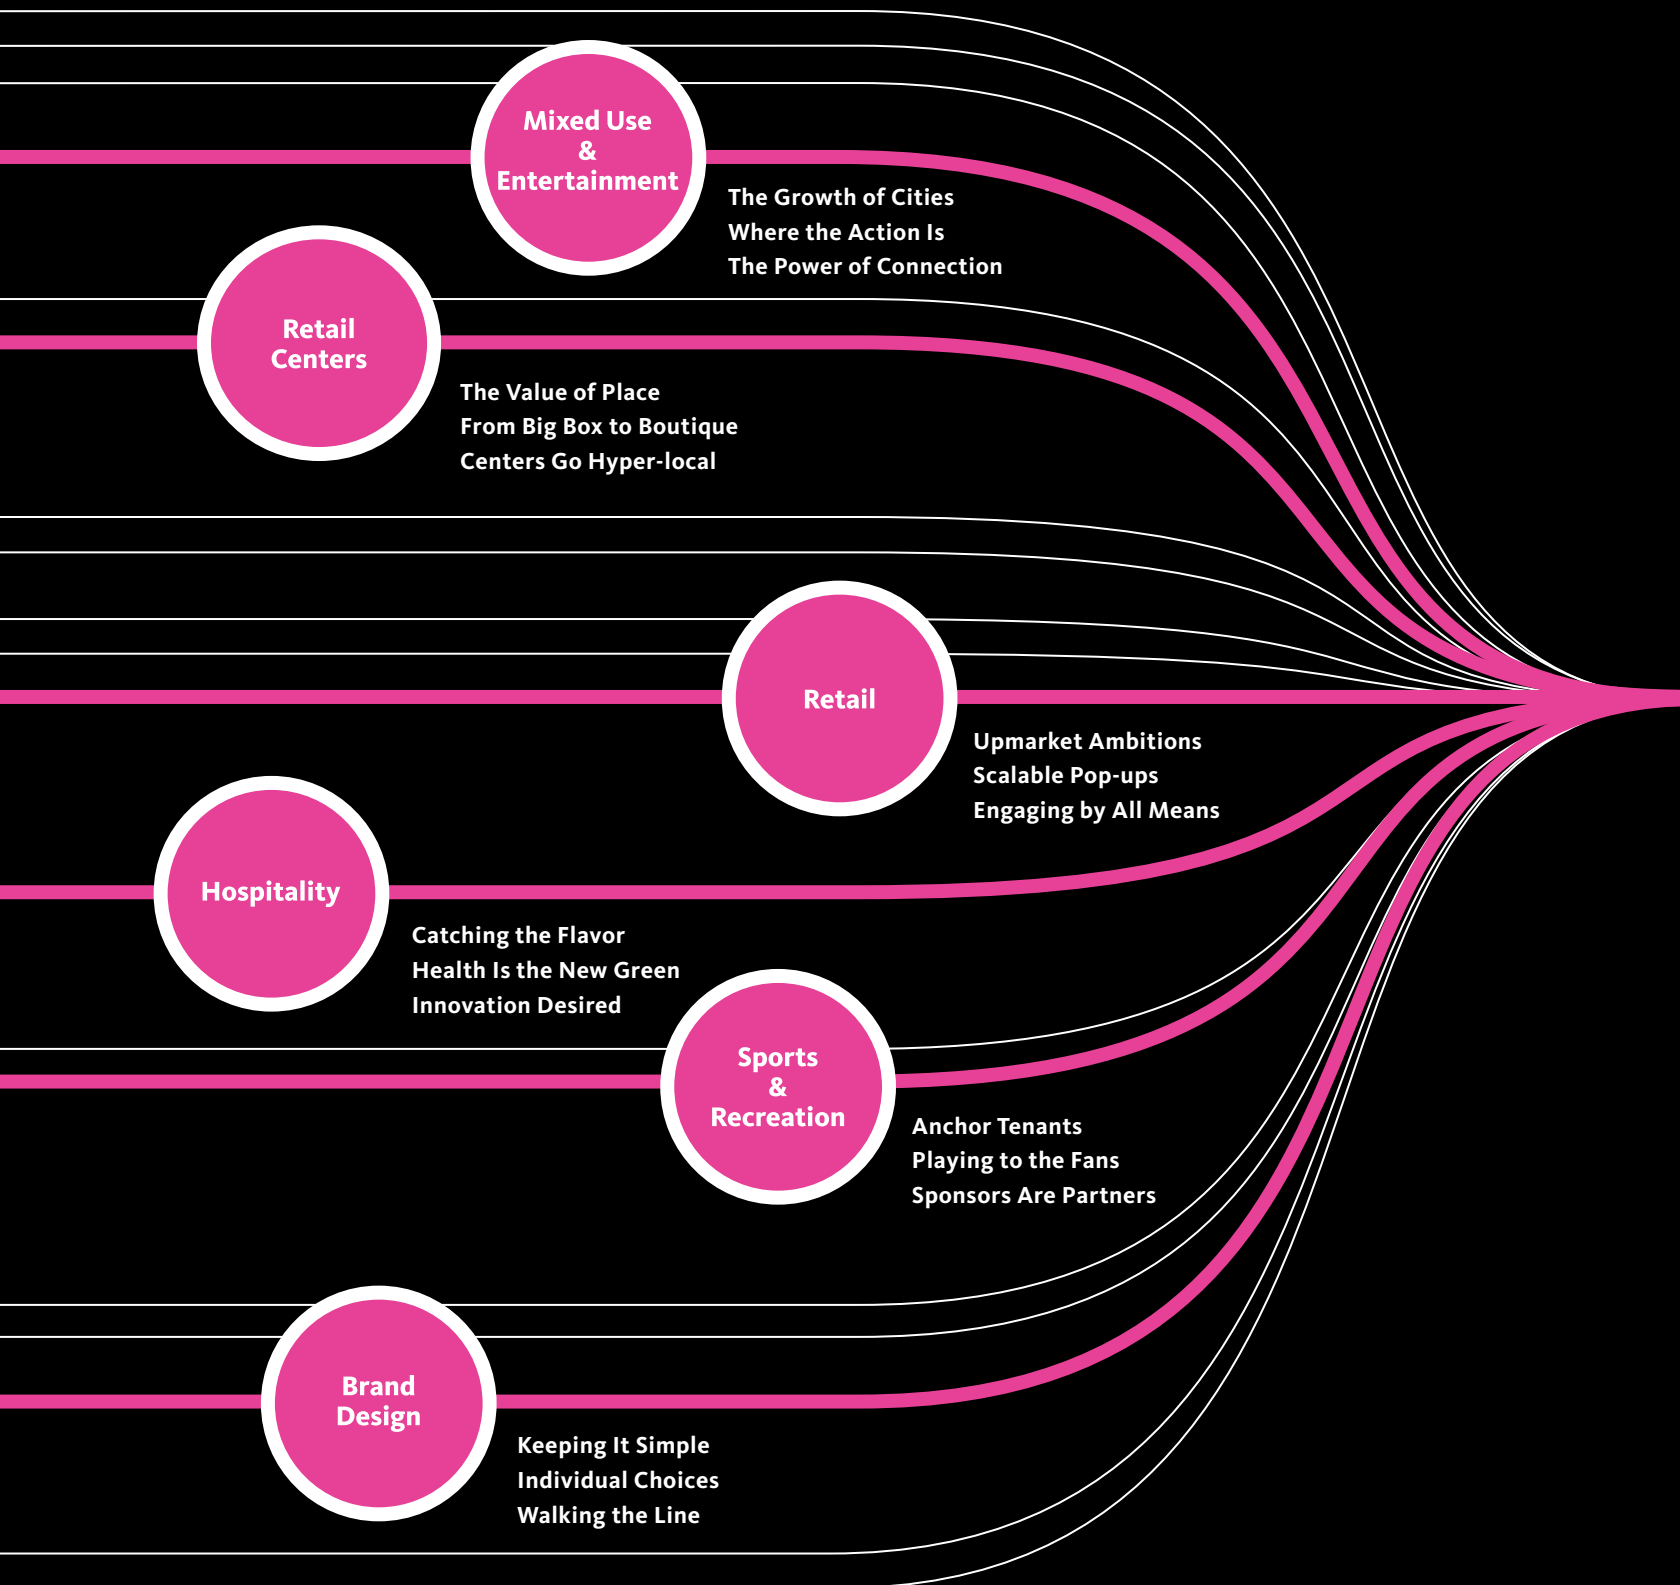 Mixed Use
&
Entertainment
The Growth of Cities
Where the Action Is
The Power of Connection
Retail
Centers
The Value of Place
From Big Box to Boutique
Centers Go Hyper-local
Retail
Upmarket Ambitions
Scalable Pop-ups
Engaging by All Means
Hospitality
Catching the Flavor
Health Is the New Green
Innovation Desired
Sports
&
Recreation
Anchor Tenants
Playing to the Fans
Sponsors Are Partners
Brand
Design
Keeping It Simple
Individual Choices
Walking the Line